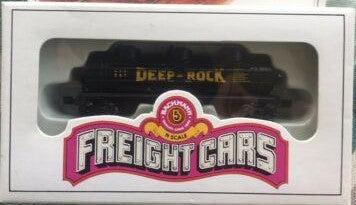 DEEP-ROCK
BACHMANN
B
N SCALE
FREIGHT CARS